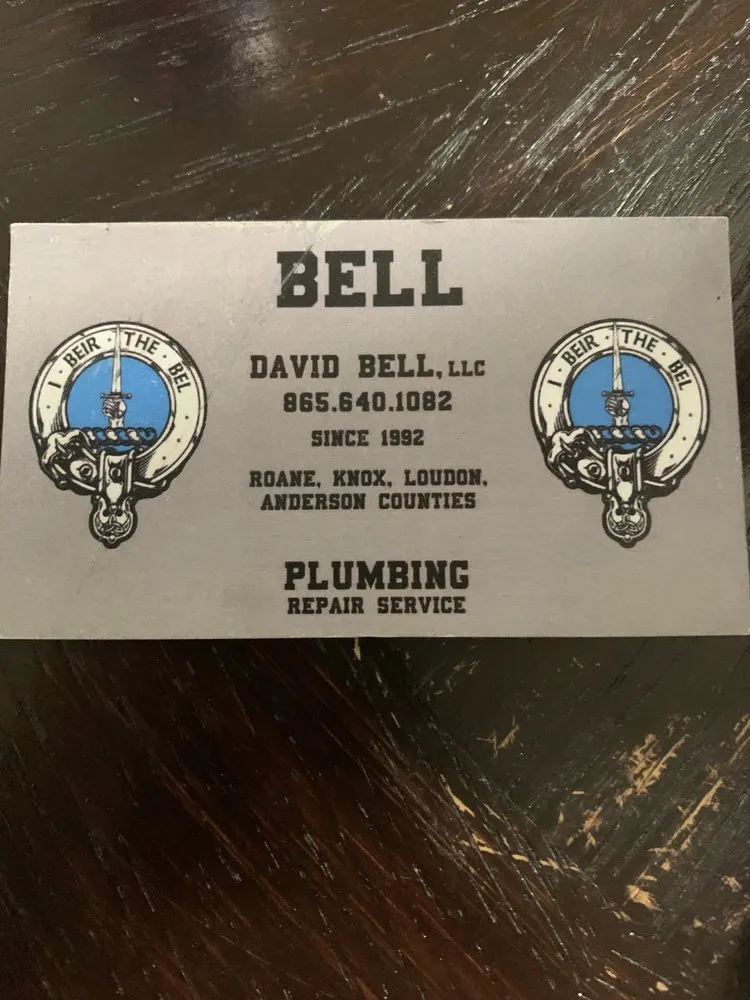 BELL
I · BEIR · THE · BEL
DAVID BELL, LLC
865.640.1082
SINCE 1992
ROANE, KNOX, LOUDON,
ANDERSON COUNTIES
I · BEIR · THE · BEL
PLUMBING
REPAIR SERVICE